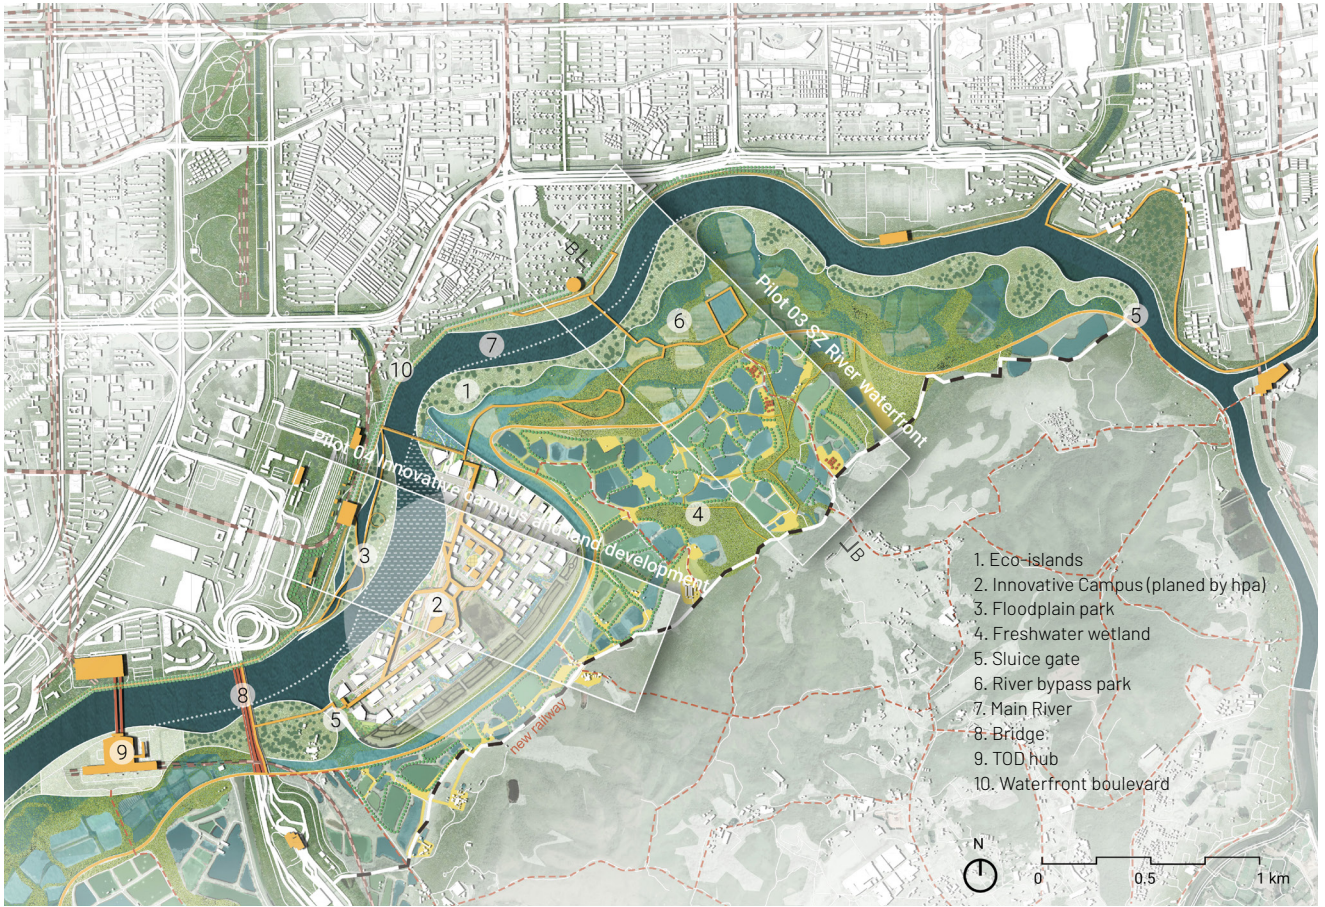 B L
Pilot 03 SZ River waterfront
6
5
7
10
1
Pilot 04 Innovative campus and land development
4
3
B
2
8
5
9
new railway
1. Eco-islands
2. Innovative Campus (planed by hpa)
3. Floodplain park
4. Freshwater wetland
5. Sluice gate
6. River bypass park
7. Main River
8. Bridge
9. TOD hub
10. Waterfront boulevard
N
0
0.5
1 km